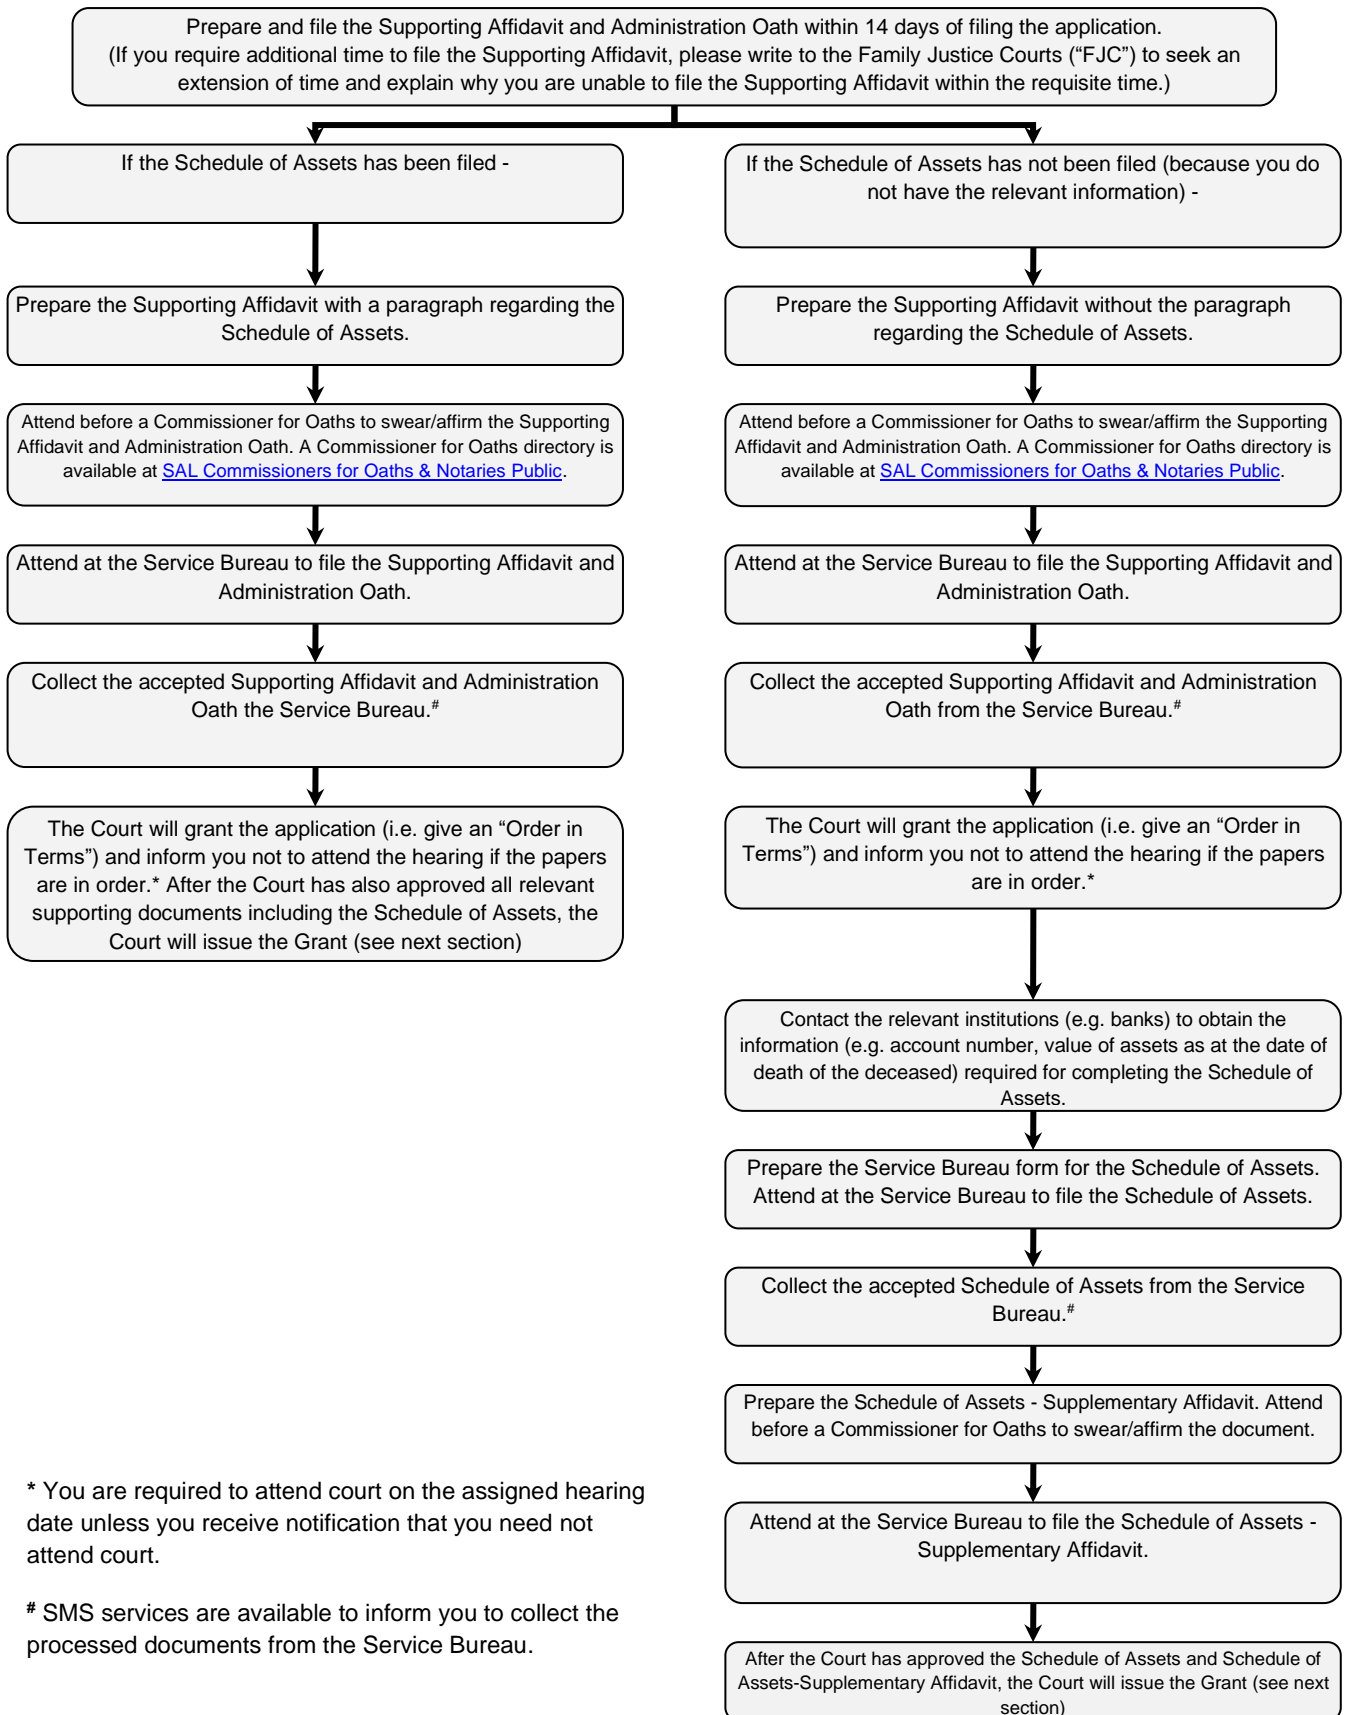 Prepare and file the Supporting Affidavit and Administration Oath within 14 days of filing the application.
(If you require additional time to file the Supporting Affidavit, please write to the Family Justice Courts (“FJC”) to seek an
extension of time and explain why you are unable to file the Supporting Affidavit within the requisite time.)
If the Schedule of Assets has been filed -
Prepare the Supporting Affidavit with a paragraph regarding the
Schedule of Assets.
Attend before a Commissioner for Oaths to swear/affirm the Supporting
Affidavit and Administration Oath. A Commissioner for Oaths directory is
available at SAL Commissioners for Oaths & Notaries Public.
Attend at the Service Bureau to file the Supporting Affidavit and
Administration Oath.
Collect the accepted Supporting Affidavit and Administration
Oath the Service Bureau.#
The Court will grant the application (i.e. give an “Order in
Terms”) and inform you not to attend the hearing if the papers
are in order.* After the Court has also approved all relevant
supporting documents including the Schedule of Assets, the
Court will issue the Grant (see next section)
If the Schedule of Assets has not been filed (because you do
not have the relevant information) -
Prepare the Supporting Affidavit without the paragraph
regarding the Schedule of Assets.
Attend before a Commissioner for Oaths to swear/affirm the Supporting
Affidavit and Administration Oath. A Commissioner for Oaths directory is
available at SAL Commissioners for Oaths & Notaries Public.
Attend at the Service Bureau to file the Supporting Affidavit and
Administration Oath.
Collect the accepted Supporting Affidavit and Administration
Oath from the Service Bureau.#
The Court will grant the application (i.e. give an “Order in
Terms”) and inform you not to attend the hearing if the papers
are in order.*
Contact the relevant institutions (e.g. banks) to obtain the
information (e.g. account number, value of assets as at the date of
death of the deceased) required for completing the Schedule of
Assets.
Prepare the Service Bureau form for the Schedule of Assets.
Attend at the Service Bureau to file the Schedule of Assets.
Collect the accepted Schedule of Assets from the Service
Bureau.#
Prepare the Schedule of Assets - Supplementary Affidavit. Attend
before a Commissioner for Oaths to swear/affirm the document.
Attend at the Service Bureau to file the Schedule of Assets -
Supplementary Affidavit.
After the Court has approved the Schedule of Assets and Schedule of
Assets-Supplementary Affidavit, the Court will issue the Grant (see next
section)
* You are required to attend court on the assigned hearing
date unless you receive notification that you need not
attend court.
# SMS services are available to inform you to collect the
processed documents from the Service Bureau.